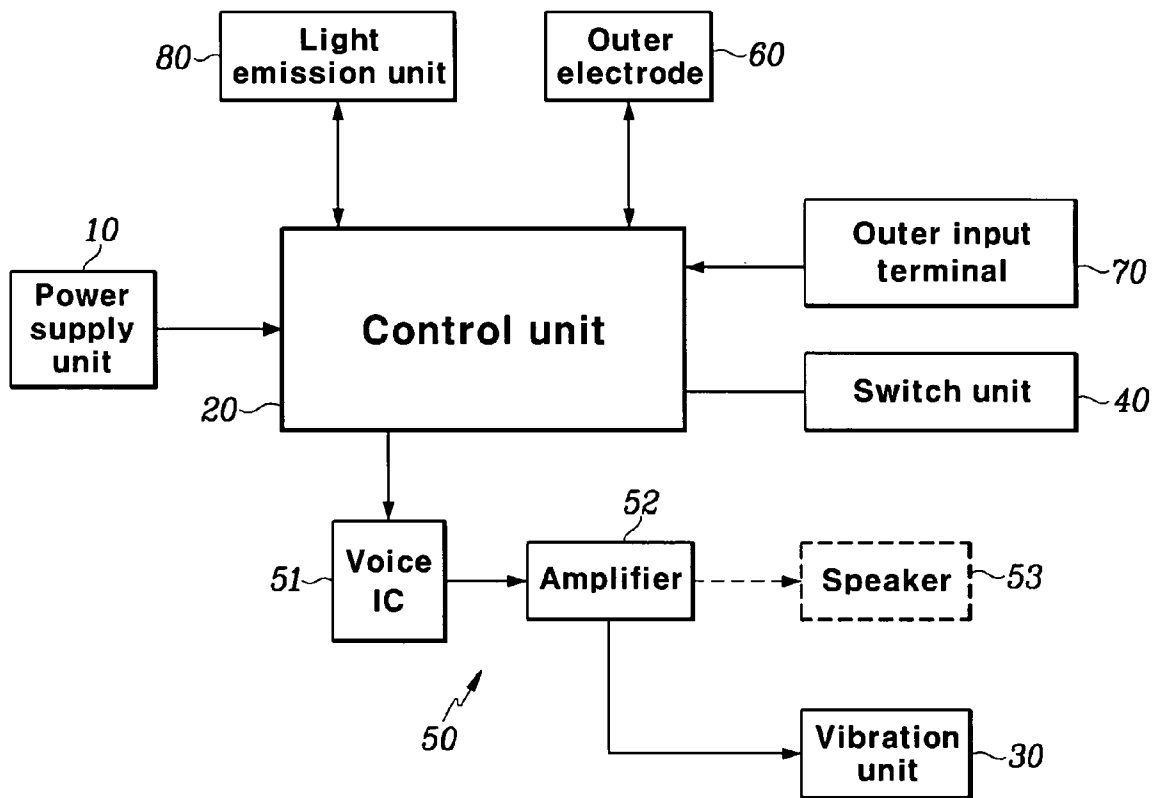 80
Light
emission unit
Outer
electrode
60
10
Power
supply
unit
Control unit
20
Outer input
terminal
70
Switch unit
40
51
Voice
IC
52
Amplifier
Speaker
53
50
Vibration
unit
30